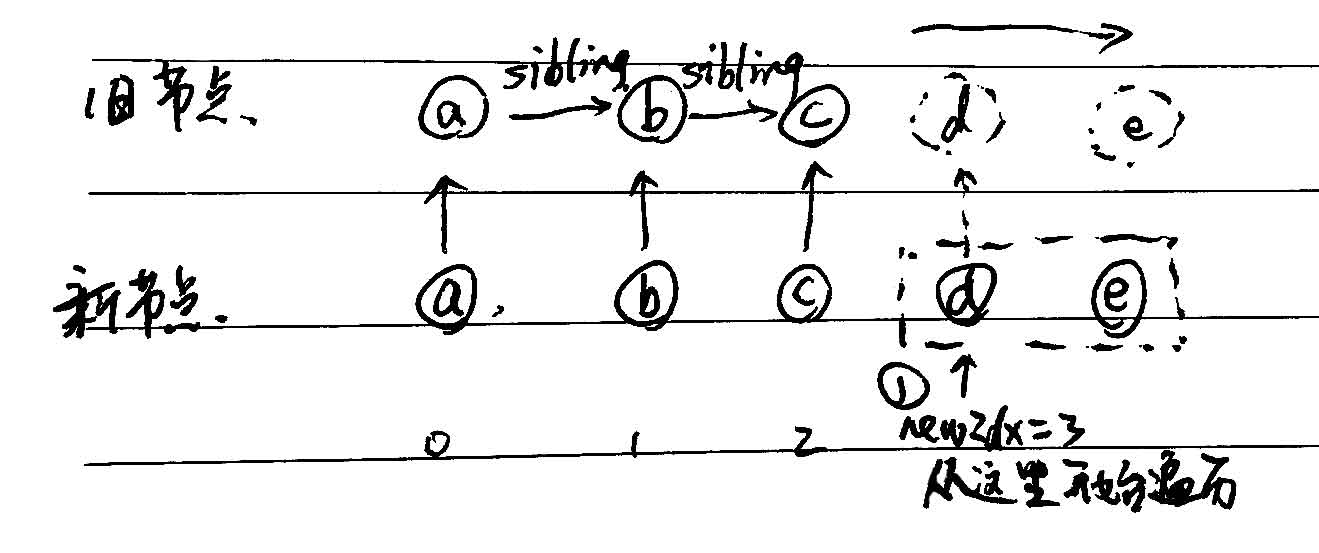 sibling sibling
旧节点、 a b c d e
新节点. a , b c d e
①
0 1 2 newIdx=3
从这里开始遍历